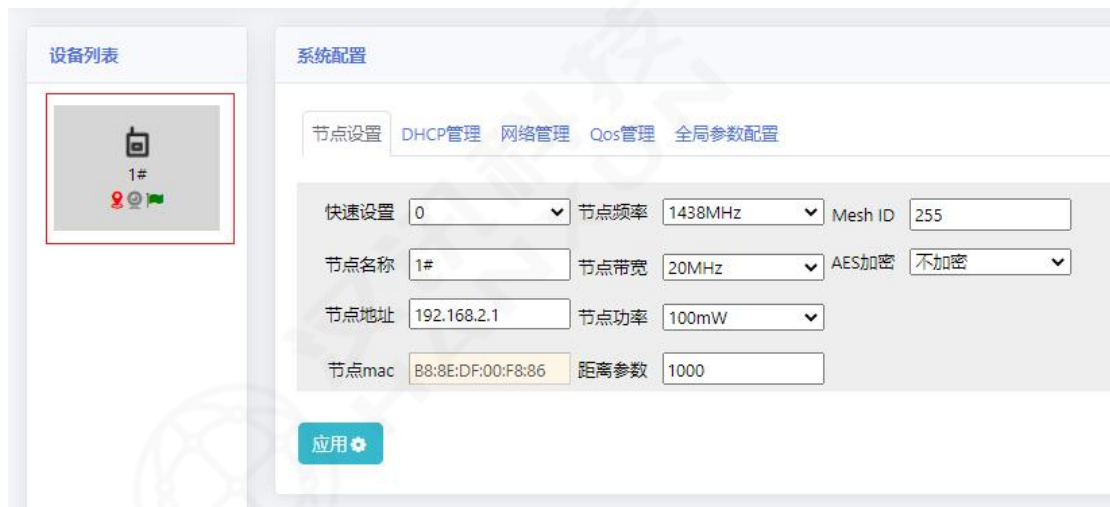 设备列表
系统配置
1#
节点设置 DHCP管理 网络管理 Qos管理 全局参数配置
快速设置 0 节点频率 1438MHz Mesh ID 255
节点名称 1# 节点带宽 20MHz AES加密 不加密
节点地址 192.168.2.1 节点功率 100mW
节点mac B8:8E:DF:00:F8:86 距离参数 1000
应用